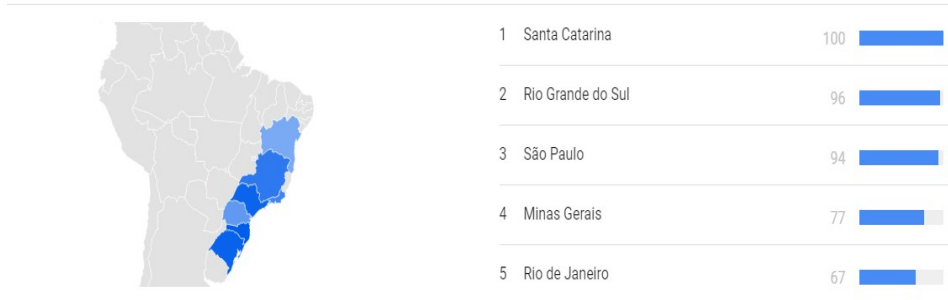 1 Santa Catarina 100
2 Rio Grande do Sul 96
3 São Paulo 94
4 Minas Gerais 77
5 Rio de Janeiro 67